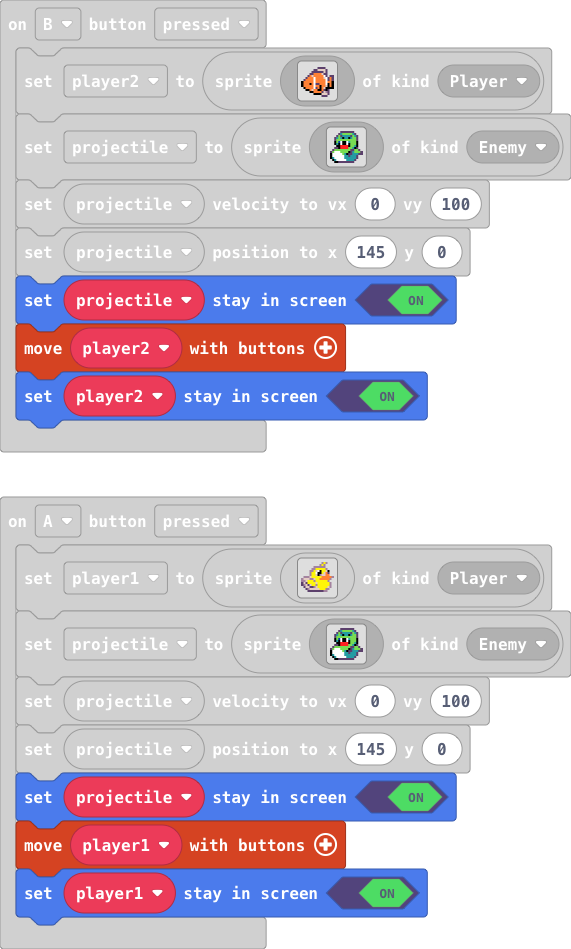 on B button pressed
set player2 to sprite of kind Player
set projectile to sprite of kind Enemy
set projectile velocity to vx 0 vy 100
set projectile position to x 145 y 0
set projectile stay in screen ON
move player2 with buttons
set player2 stay in screen ON
on A button pressed
set player1 to sprite of kind Player
set projectile to sprite of kind Enemy
set projectile velocity to vx 0 vy 100
set projectile position to x 145 y 0
set projectile stay in screen ON
move player1 with buttons
set player1 stay in screen ON